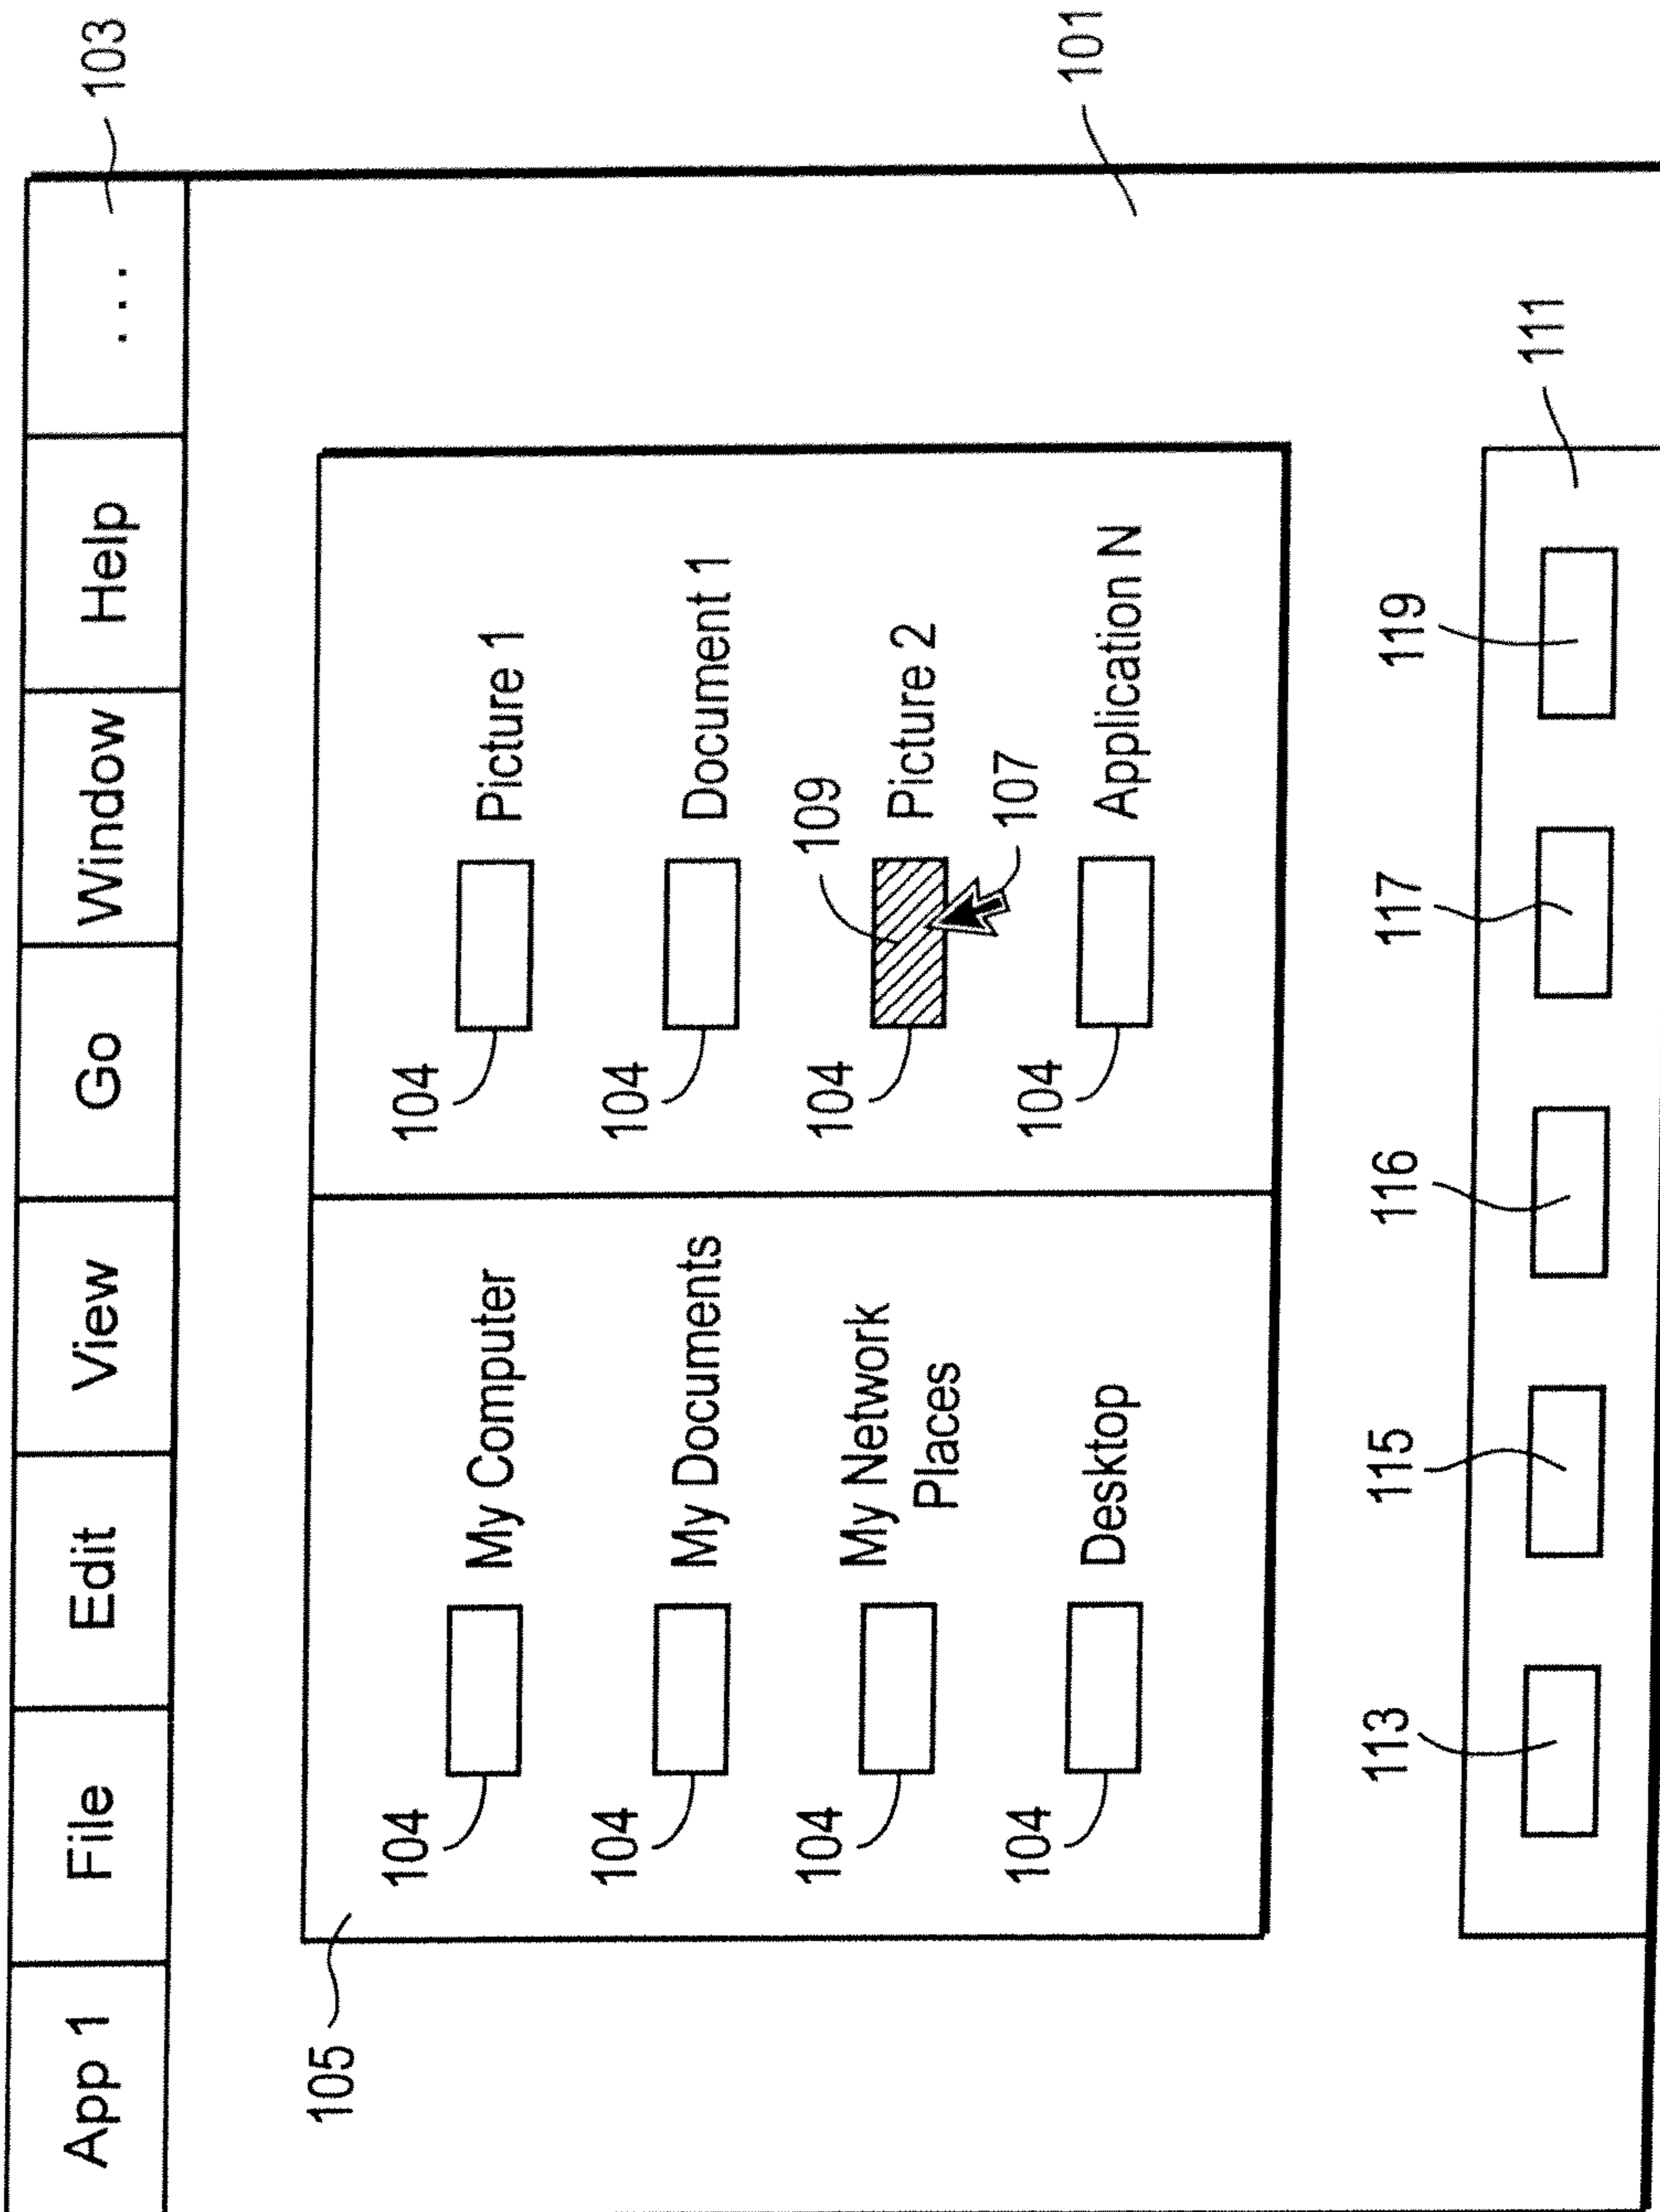 App 1
File
Edit
View
Go
Window
Help
...
103
105
101
104
My Computer
104
Picture 1
104
My Documents
104
Document 1
109
104
My Network
Places
104
Picture 2
107
104
Desktop
104
Application N
111
113
115
116
117
119